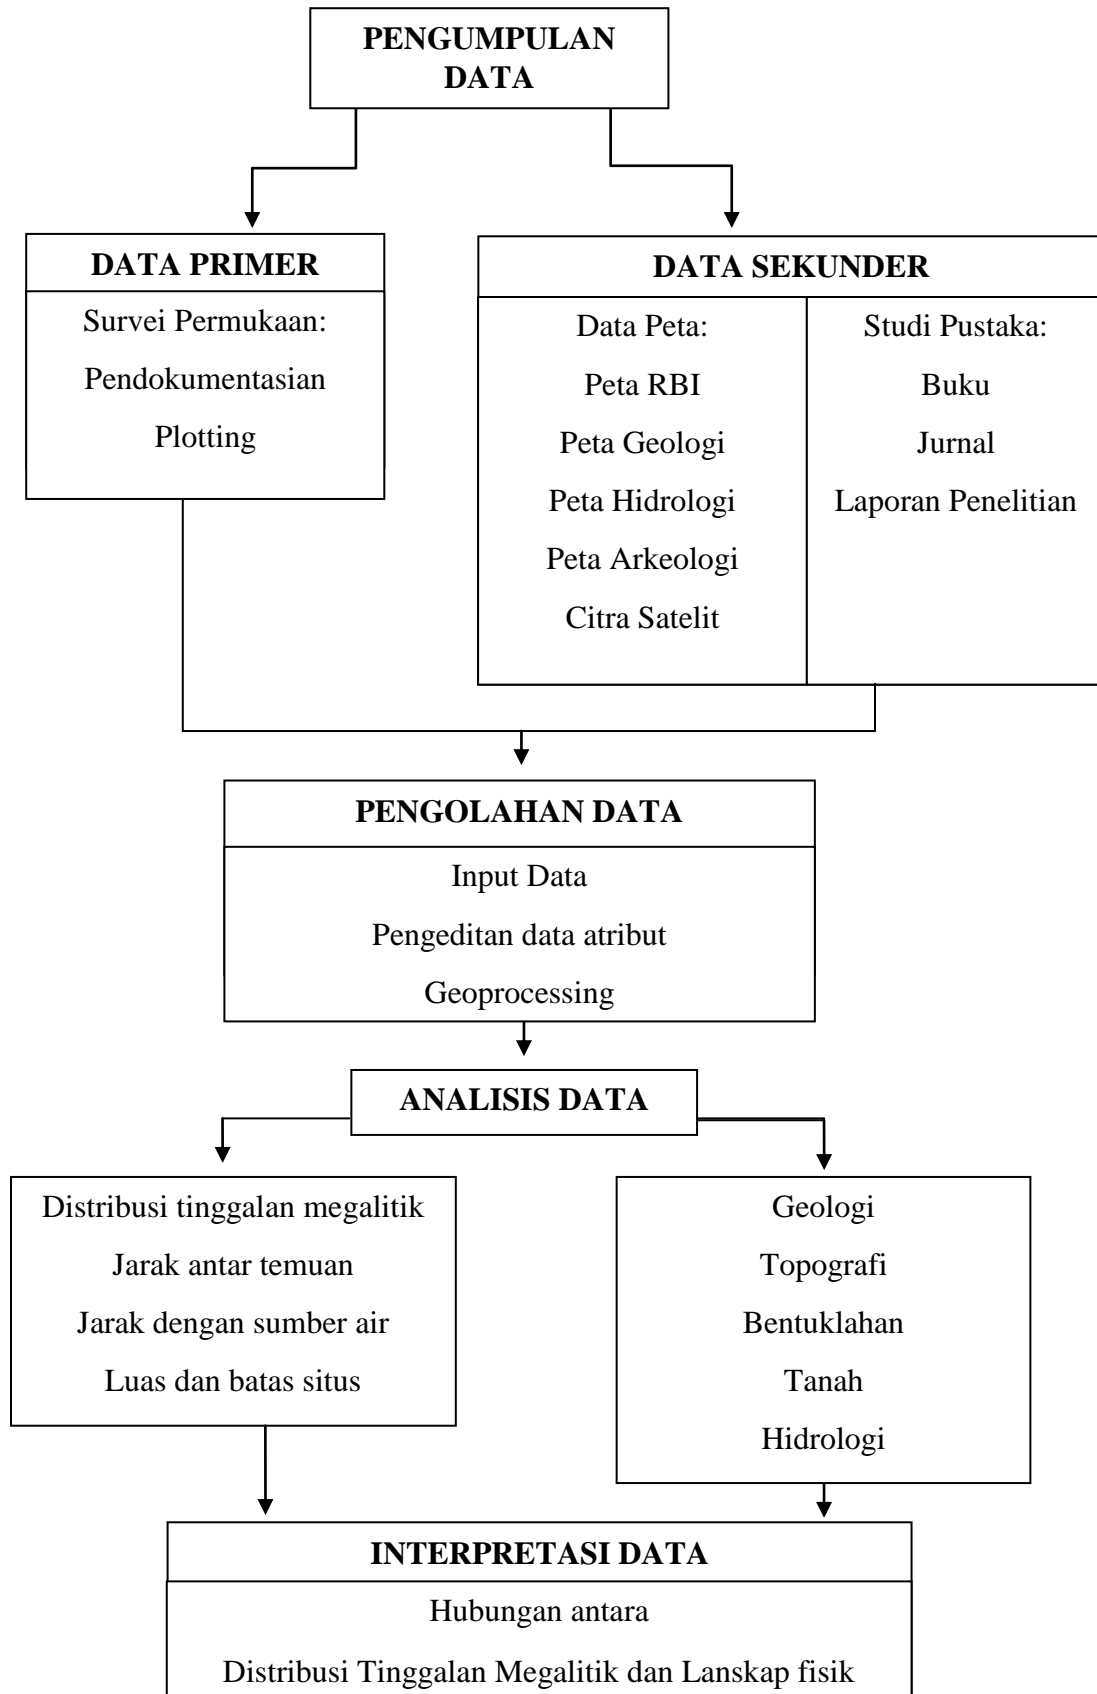 PENGUMPULAN
DATA
DATA PRIMER
Survei Permukaan:
Pendokumentasian
Plotting
DATA SEKUNDER
Data Peta:
Peta RBI
Peta Geologi
Peta Hidrologi
Peta Arkeologi
Citra Satelit
Studi Pustaka:
Buku
Jurnal
Laporan Penelitian
PENGOLAHAN DATA
Input Data
Pengeditan data atribut
Geoprocessing
ANALISIS DATA
Distribusi tinggalan megalitik
Jarak antar temuan
Jarak dengan sumber air
Luas dan batas situs
Geologi
Topografi
Bentuklahan
Tanah
Hidrologi
INTERPRETASI DATA
Hubungan antara
Distribusi Tinggalan Megalitik dan Lanskap fisik